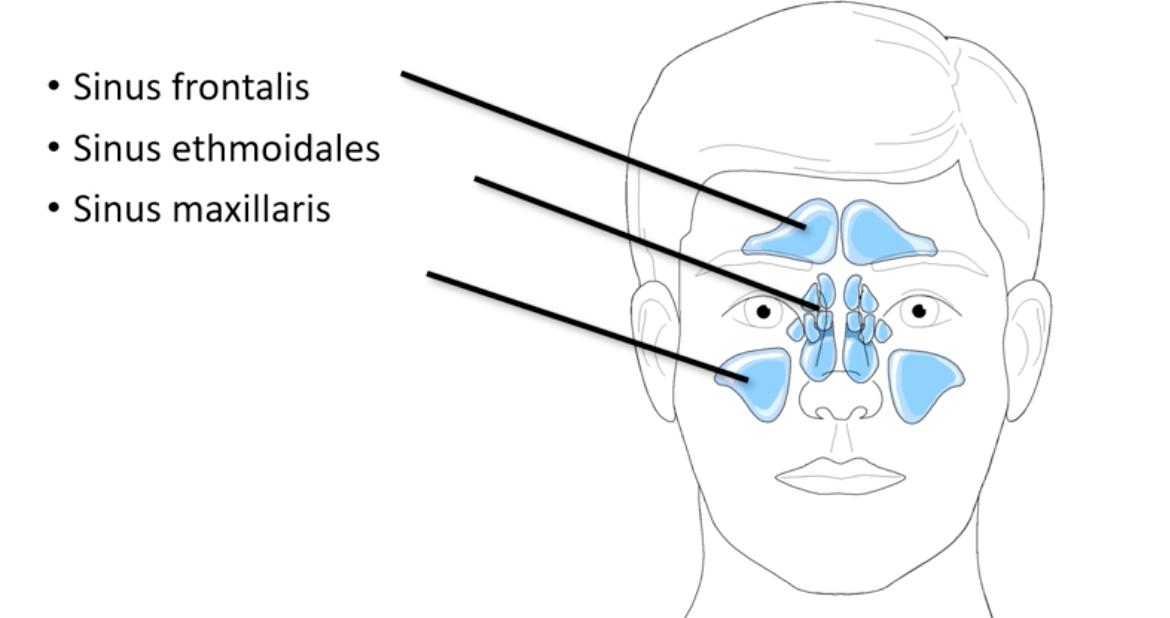 • Sinus frontalis
• Sinus ethmoidales
• Sinus maxillaris